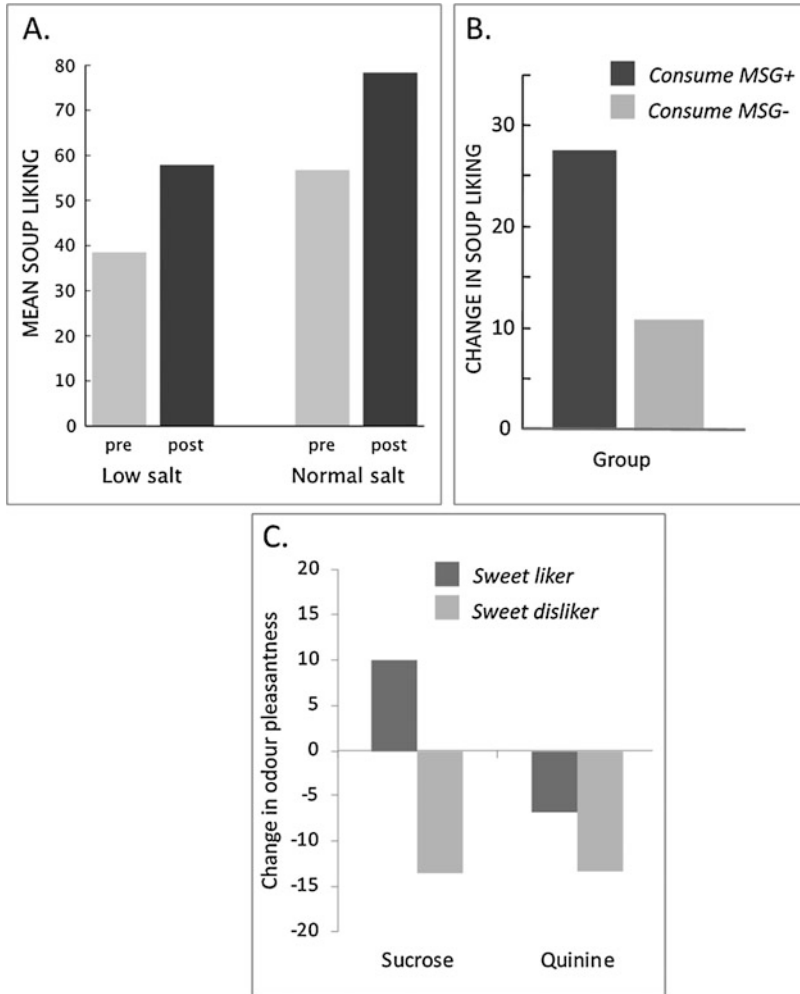 A.
MEAN SOUP LIKING
80
70
60
50
40
30
20
10
0
pre post pre post
Low salt Normal salt
B.
Consume MSG+
Consume MSG-
CHANGE IN SOUP LIKING
30
20
10
0
Group
C.
Sweet liker
Sweet disliker
Change in odour pleasantness
20
15
10
5
0
-5
-10
-15
-20
Sucrose Quinine